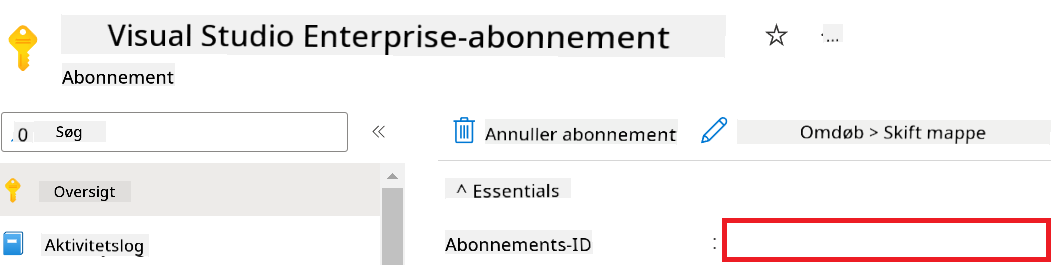 Visual Studio Enterprise-abonnement
...
Abonnement
Søg
«
Annuller abonnement
Omdøb > Skift mappe
Oversigt
^ Essentials
Aktivitetslog
Abonnements-ID :